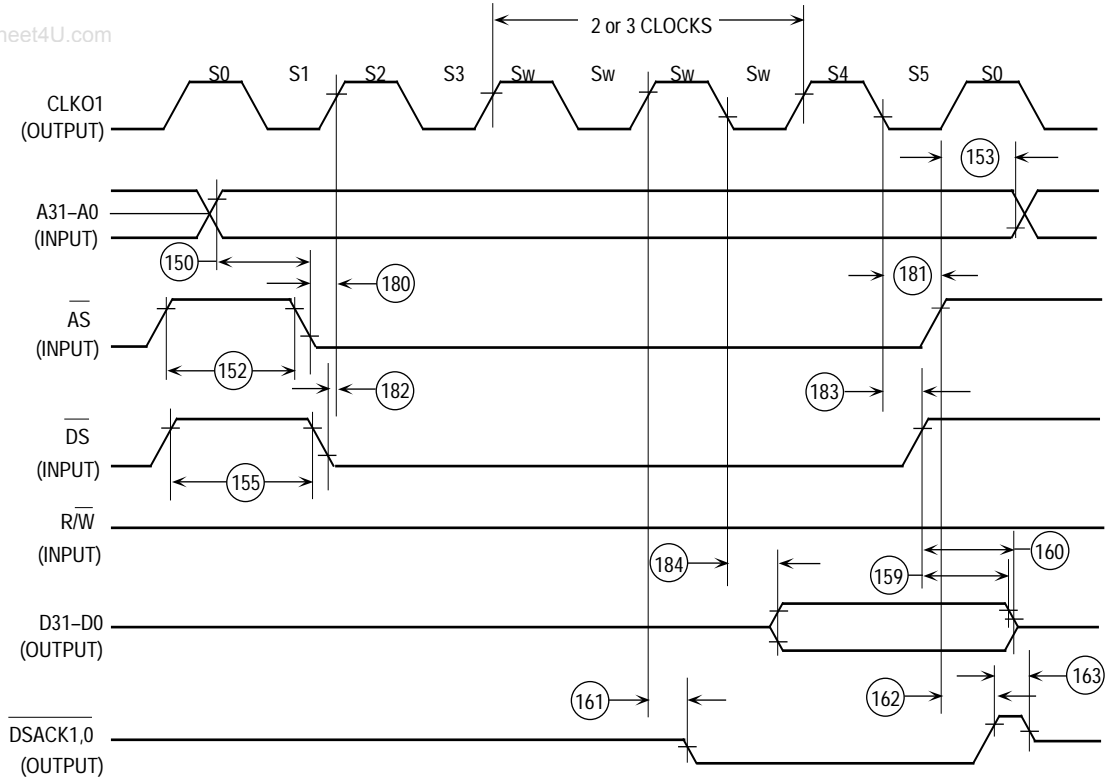 heet4U.com
2 or 3 CLOCKS
S0 S1 S2 S3 Sw Sw Sw Sw S4 S5 S0
CLKO1
(OUTPUT)
153
A31–A0
(INPUT)
150
180
181
AS
(INPUT)
152
182
183
DS
(INPUT)
155
R/W
(INPUT)
184
160
159
D31–D0
(OUTPUT)
161
162
163
DSACK1,0
(OUTPUT)